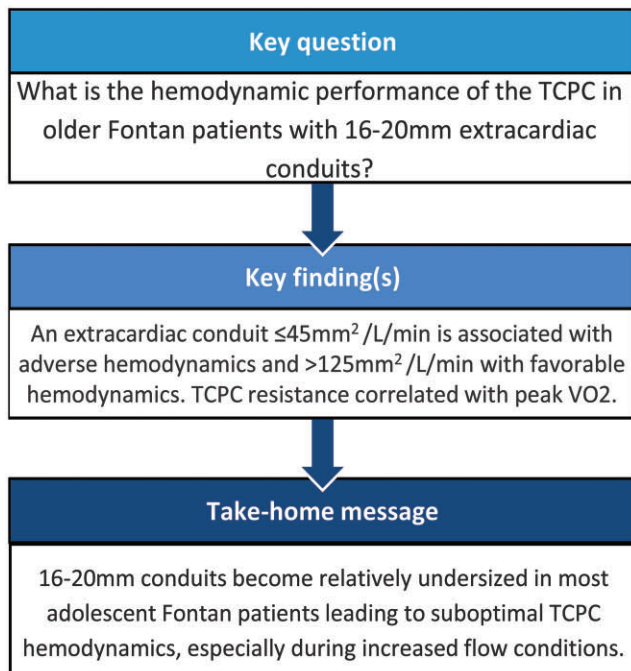 Key question
What is the hemodynamic performance of the TCPC in
older Fontan patients with 16-20mm extracardiac
conduits?
Key finding(s)
An extracardiac conduit ≤45mm² /L/min is associated with
adverse hemodynamics and >125mm² /L/min with favorable
hemodynamics. TCPC resistance correlated with peak VO2.
Take-home message
16-20mm conduits become relatively undersized in most
adolescent Fontan patients leading to suboptimal TCPC
hemodynamics, especially during increased flow conditions.